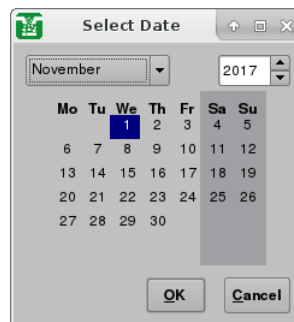 Select Date
November 2017
Mo Tu We Th Fr Sa Su
1 2 3 4 5
6 7 8 9 10 11 12
13 14 15 16 17 18 19
20 21 22 23 24 25 26
27 28 29 30
OK Cancel